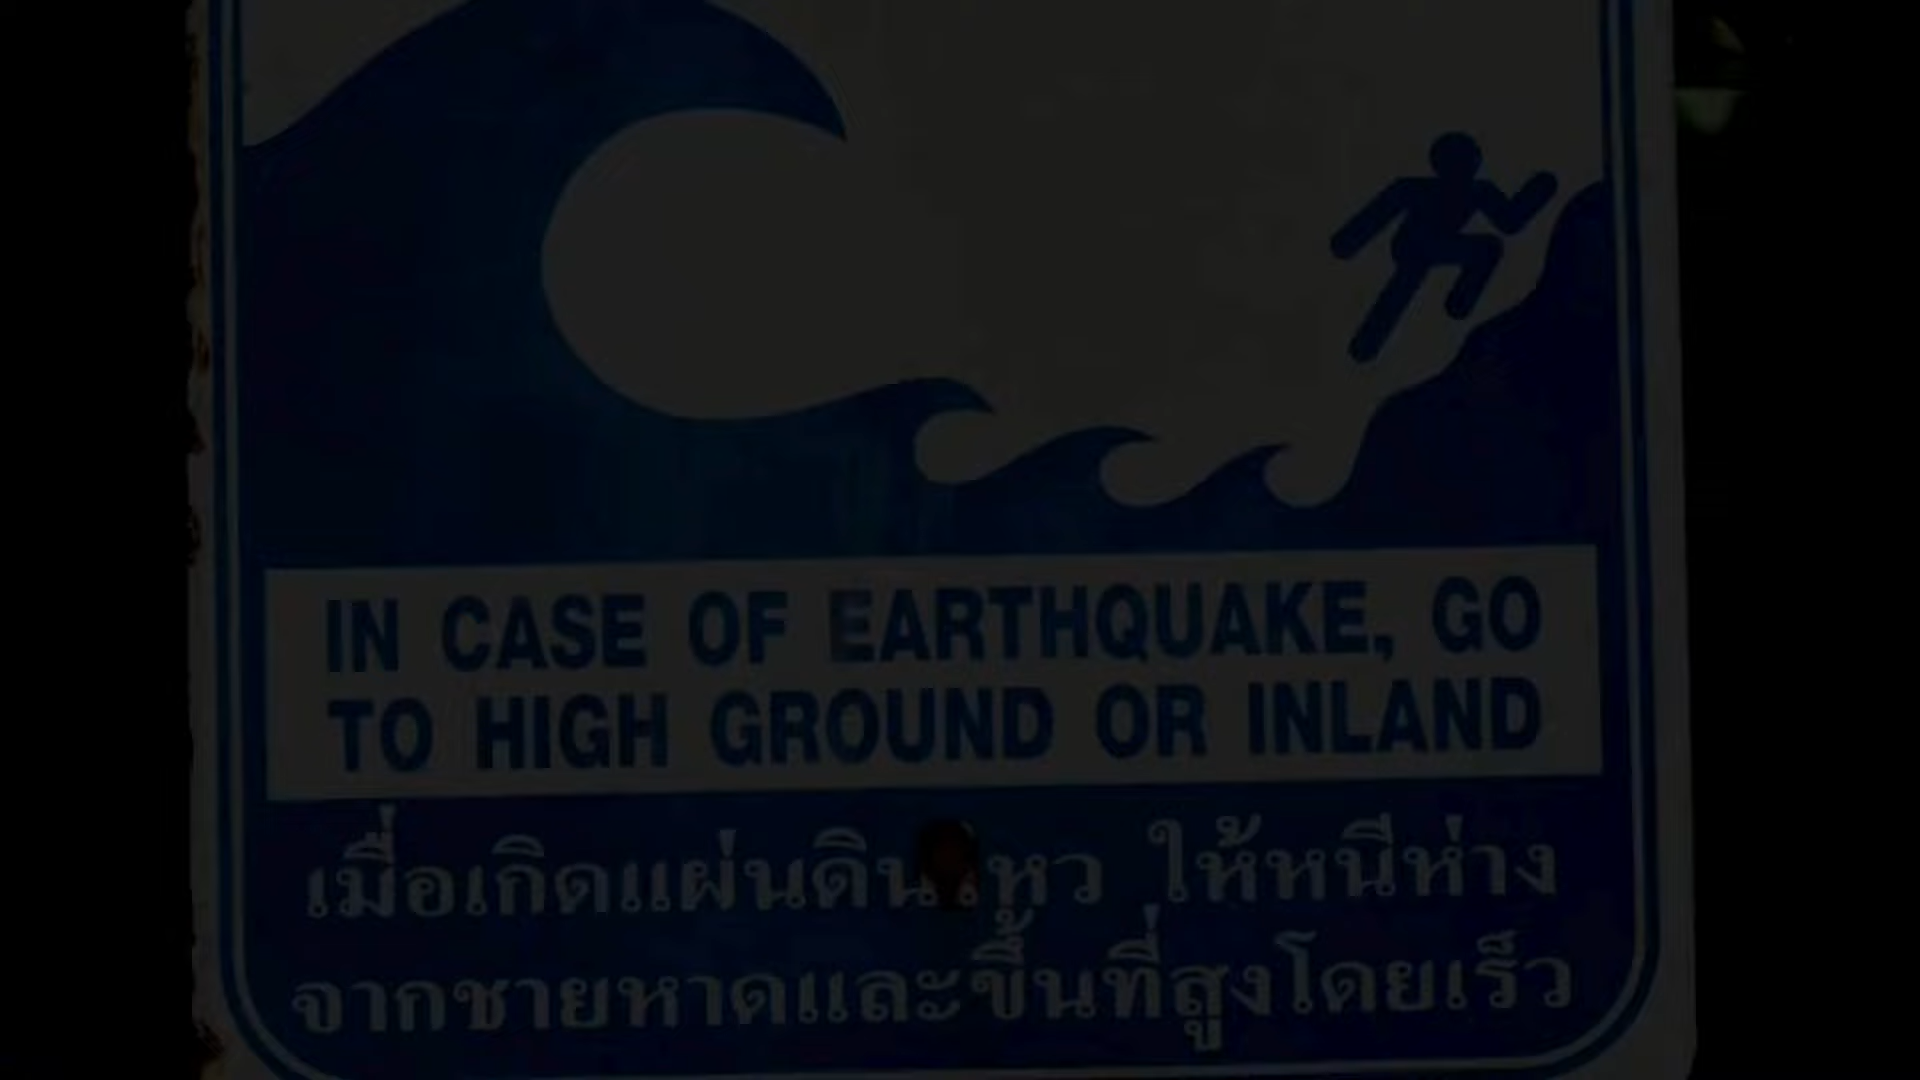 IN CASE OF EARTHQUAKE, GO
TO HIGH GROUND OR INLAND
เมื่อเกิดแผ่นดินไหว ให้หนีห่าง
จากชายหาดและขึ้นที่สูงโดยเร็ว